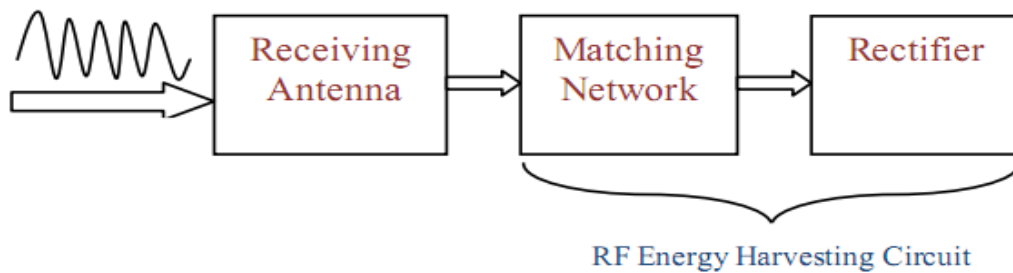 Receiving
Antenna
Matching
Network
Rectifier
RF Energy Harvesting Circuit